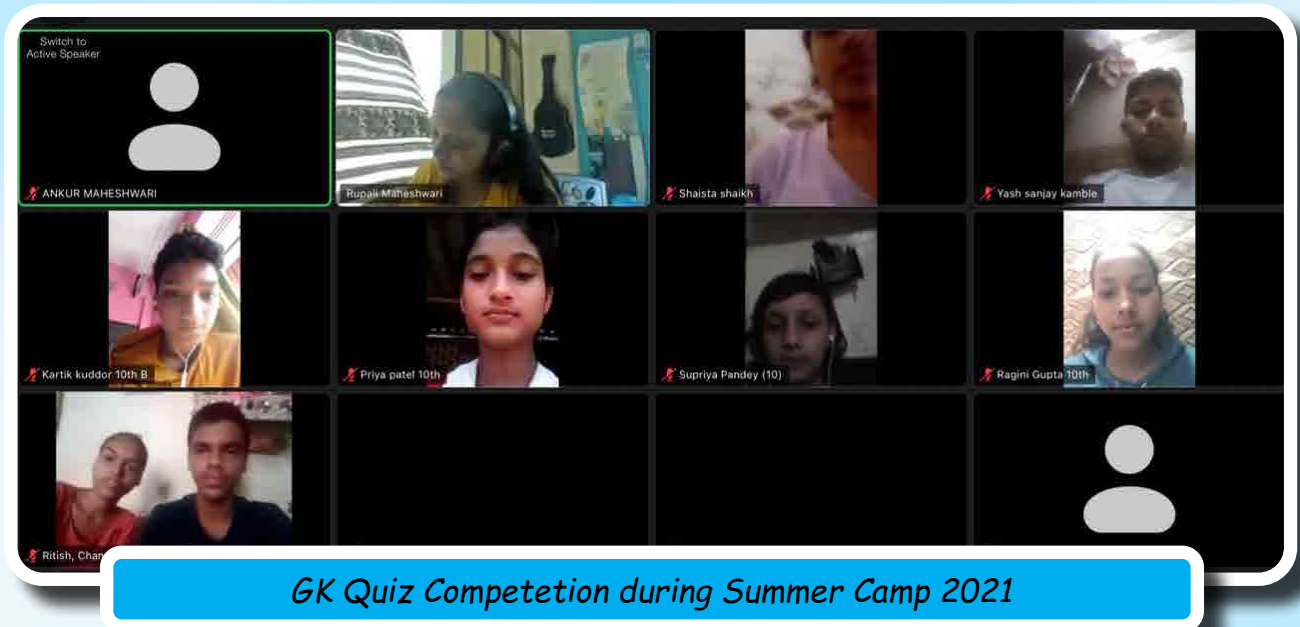 Switch to
Active Speaker
ANKUR MAHESHWARI
Rupali Maheshwari
Shaista shaikh
Yash sanjay kamble
Kartik kuddor 10th B
Priya patel 10th
Supriya Pandey (10)
Ragini Gupta 10th
Ritish,
GK Quiz Competetion during Summer Camp 2021